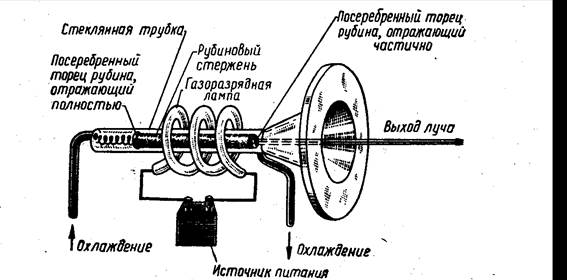 Стеклянная трубка
Посеребренный торец
рубина, отражающий
частично
Посеребренный
торец рубина,
отражающий
полностью
Рубиновый
стержень
Газоразрядная
лампа
Выход луча
Охлаждение
Охлаждение
Источник питания